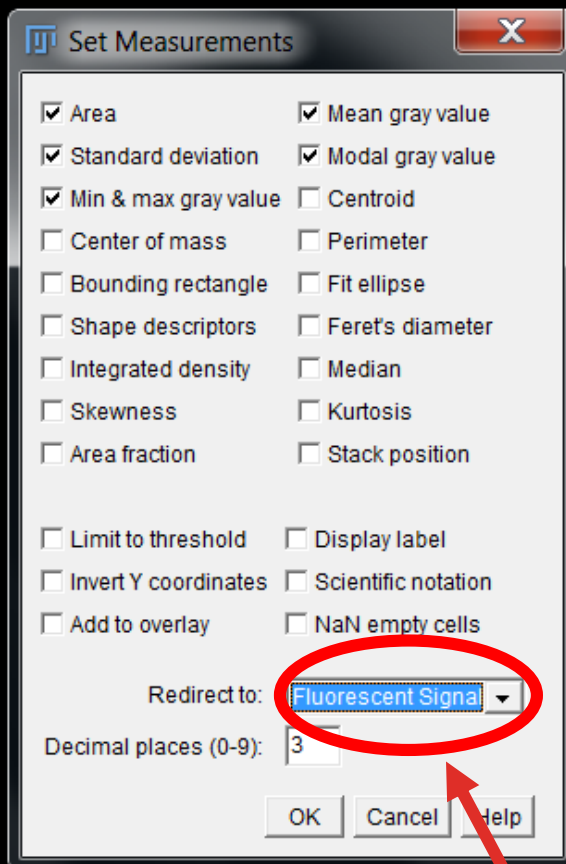 Set Measurements
Area Mean gray value
Standard deviation Modal gray value
Min & max gray value Centroid
Center of mass Perimeter
Bounding rectangle Fit ellipse
Shape descriptors Feret's diameter
Integrated density Median
Skewness Kurtosis
Area fraction Stack position
Limit to threshold Display label
Invert Y coordinates Scientific notation
Add to overlay NaN empty cells
Redirect to: Fluorescent Signal
Decimal places (0-9): 3
OK Cancel Help